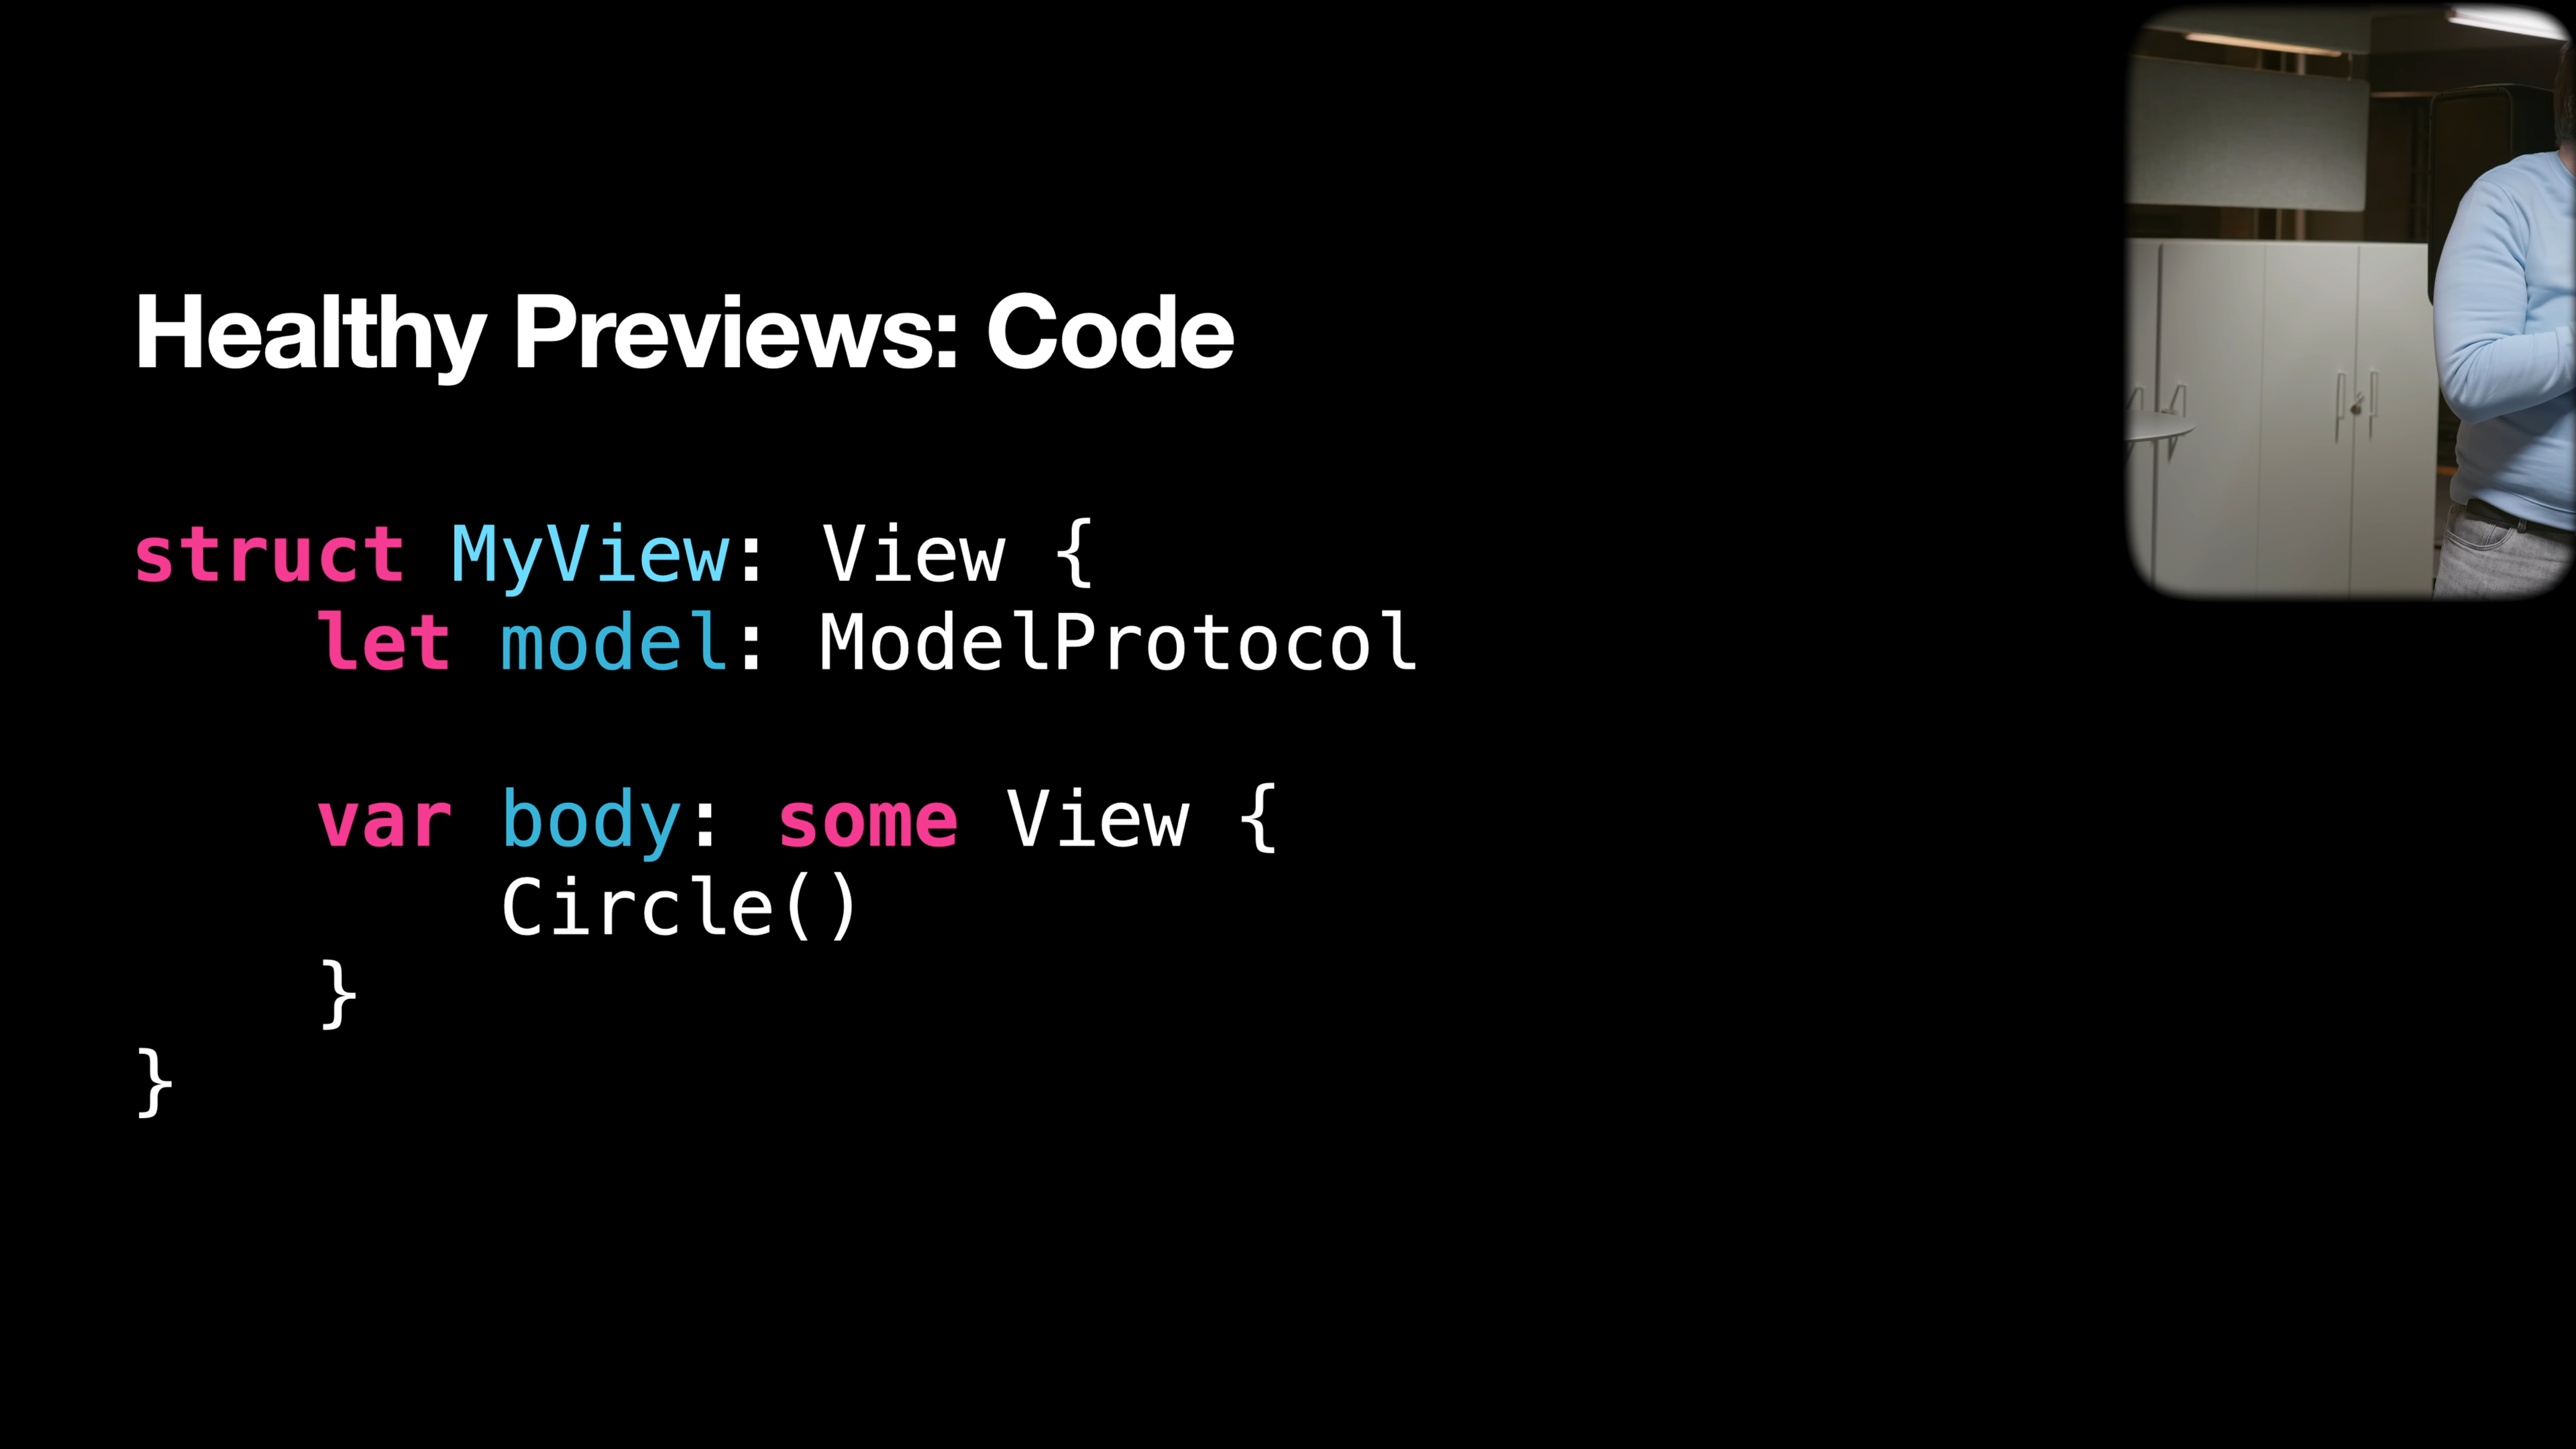 Healthy Previews: Code
struct MyView: View {
    let model: ModelProtocol

    var body: some View {
        Circle()
    }
}